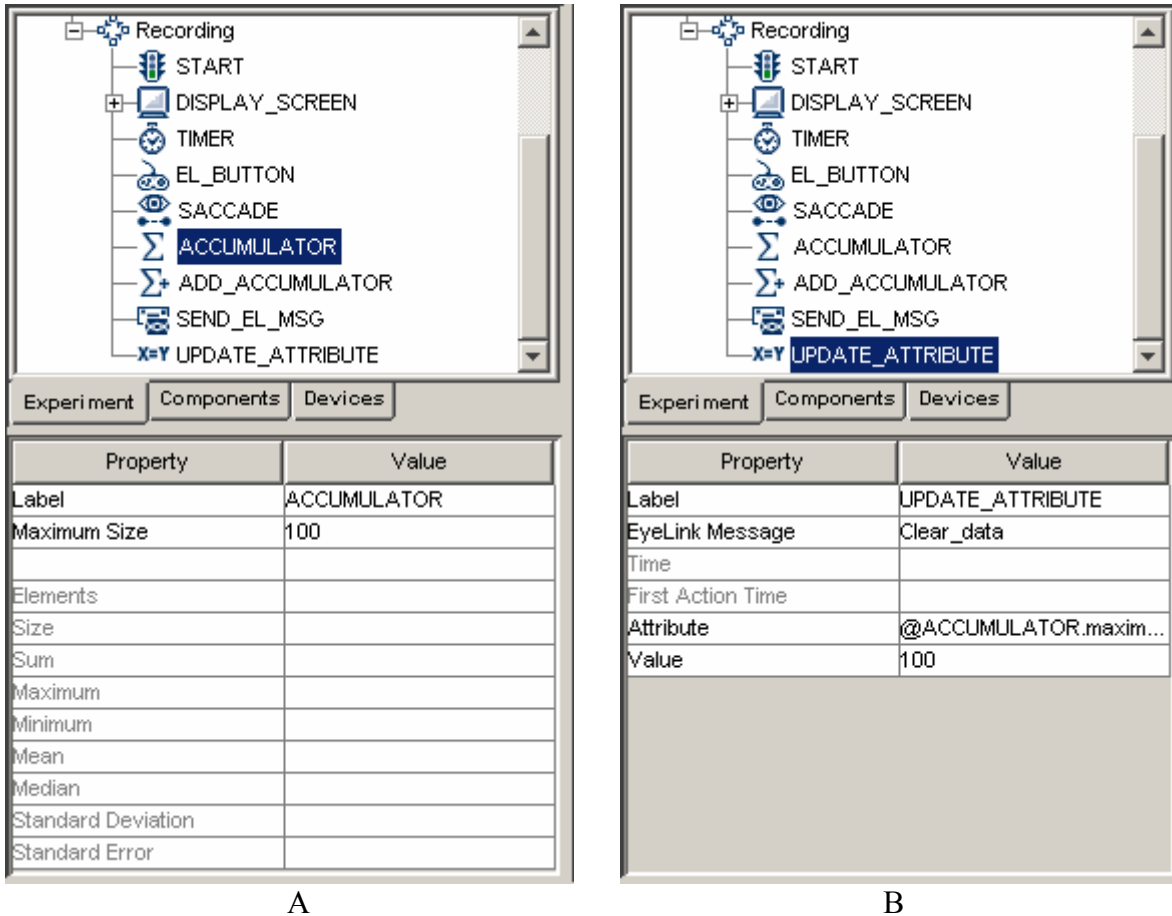 Recording
START
DISPLAY_SCREEN
TIMER
EL_BUTTON
SACCADE
ACCUMULATOR
ADD_ACCUMULATOR
SEND_EL_MSG
X=Y UPDATE_ATTRIBUTE
Experiment Components Devices
Property Value
Label ACCUMULATOR
Maximum Size 100
Elements
Size
Sum
Maximum
Minimum
Mean
Median
Standard Deviation
Standard Error
A
Recording
START
DISPLAY_SCREEN
TIMER
EL_BUTTON
SACCADE
ACCUMULATOR
ADD_ACCUMULATOR
SEND_EL_MSG
X=Y UPDATE_ATTRIBUTE
Experiment Components Devices
Property Value
Label UPDATE_ATTRIBUTE
EyeLink Message Clear_data
Time
First Action Time
Attribute @ACCUMULATOR.maxim...
Value 100
B